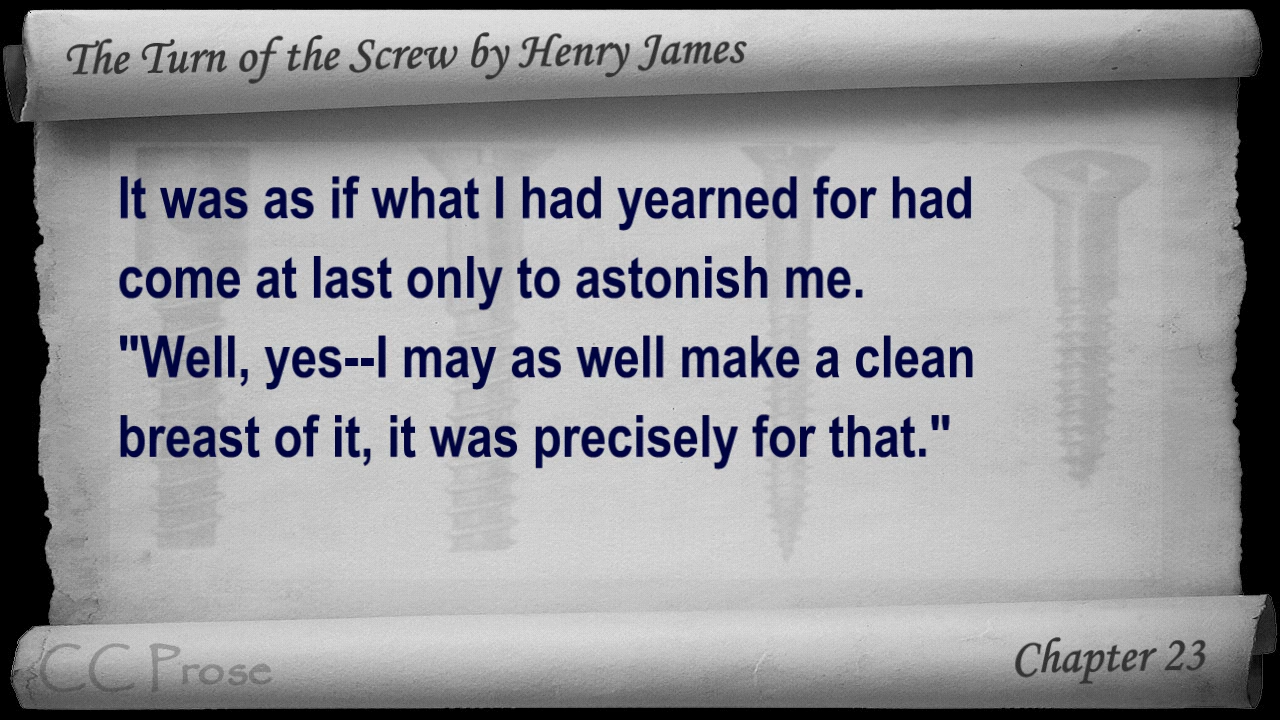 The Turn of the Screw by Henry James
It was as if what I had yearned for had
come at last only to astonish me.
"Well, yes--I may as well make a clean
breast of it, it was precisely for that."
CC Prose
Chapter 23